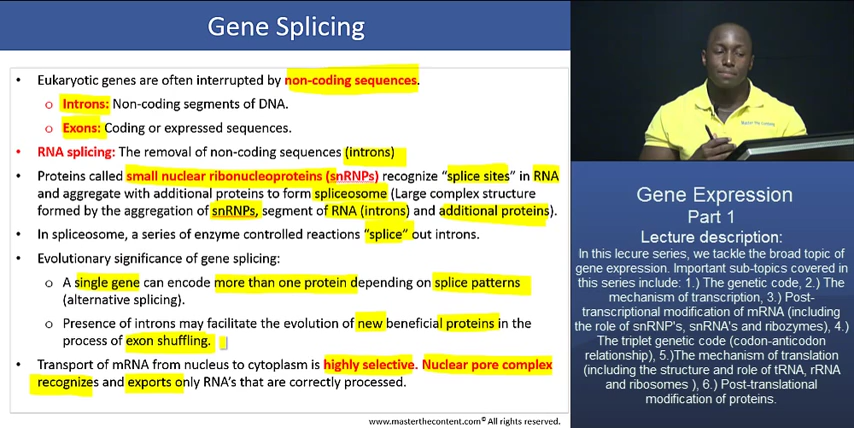 Gene Splicing
• Eukaryotic genes are often interrupted by non-coding sequences.
o Introns: Non-coding segments of DNA.
o Exons: Coding or expressed sequences.
• RNA splicing: The removal of non-coding sequences (introns)
• Proteins called small nuclear ribonucleoproteins (snRNPs) recognize “splice sites” in RNA
and aggregate with additional proteins to form spliceosome (Large complex structure
formed by the aggregation of snRNPs, segment of RNA (introns) and additional proteins).
• In spliceosome, a series of enzyme controlled reactions “splice” out introns.
• Evolutionary significance of gene splicing:
o A single gene can encode more than one protein depending on splice patterns
(alternative splicing).
o Presence of introns may facilitate the evolution of new beneficial proteins in the
process of exon shuffling.
• Transport of mRNA from nucleus to cytoplasm is highly selective. Nuclear pore complex
recognizes and exports only RNA’s that are correctly processed.
www.masterthecontent.com© All rights reserved.
Master the Content
Gene Expression
Part 1
Lecture description:
In this lecure series, we tackle the broad topic of
gene expression. Important sub-topics covered in
this series include: 1.) The genetic code, 2.) The
mechanism of transcription, 3.) Post-
transcriptional modification of mRNA (including
the role of snRNP's, snRNA's and ribozymes), 4.)
The triplet genetic code (codon-anticodon
relationship), 5.)The mechanism of translation
(including the structure and role of tRNA, rRNA
and ribosomes ), 6.) Post-translational
modification of proteins.